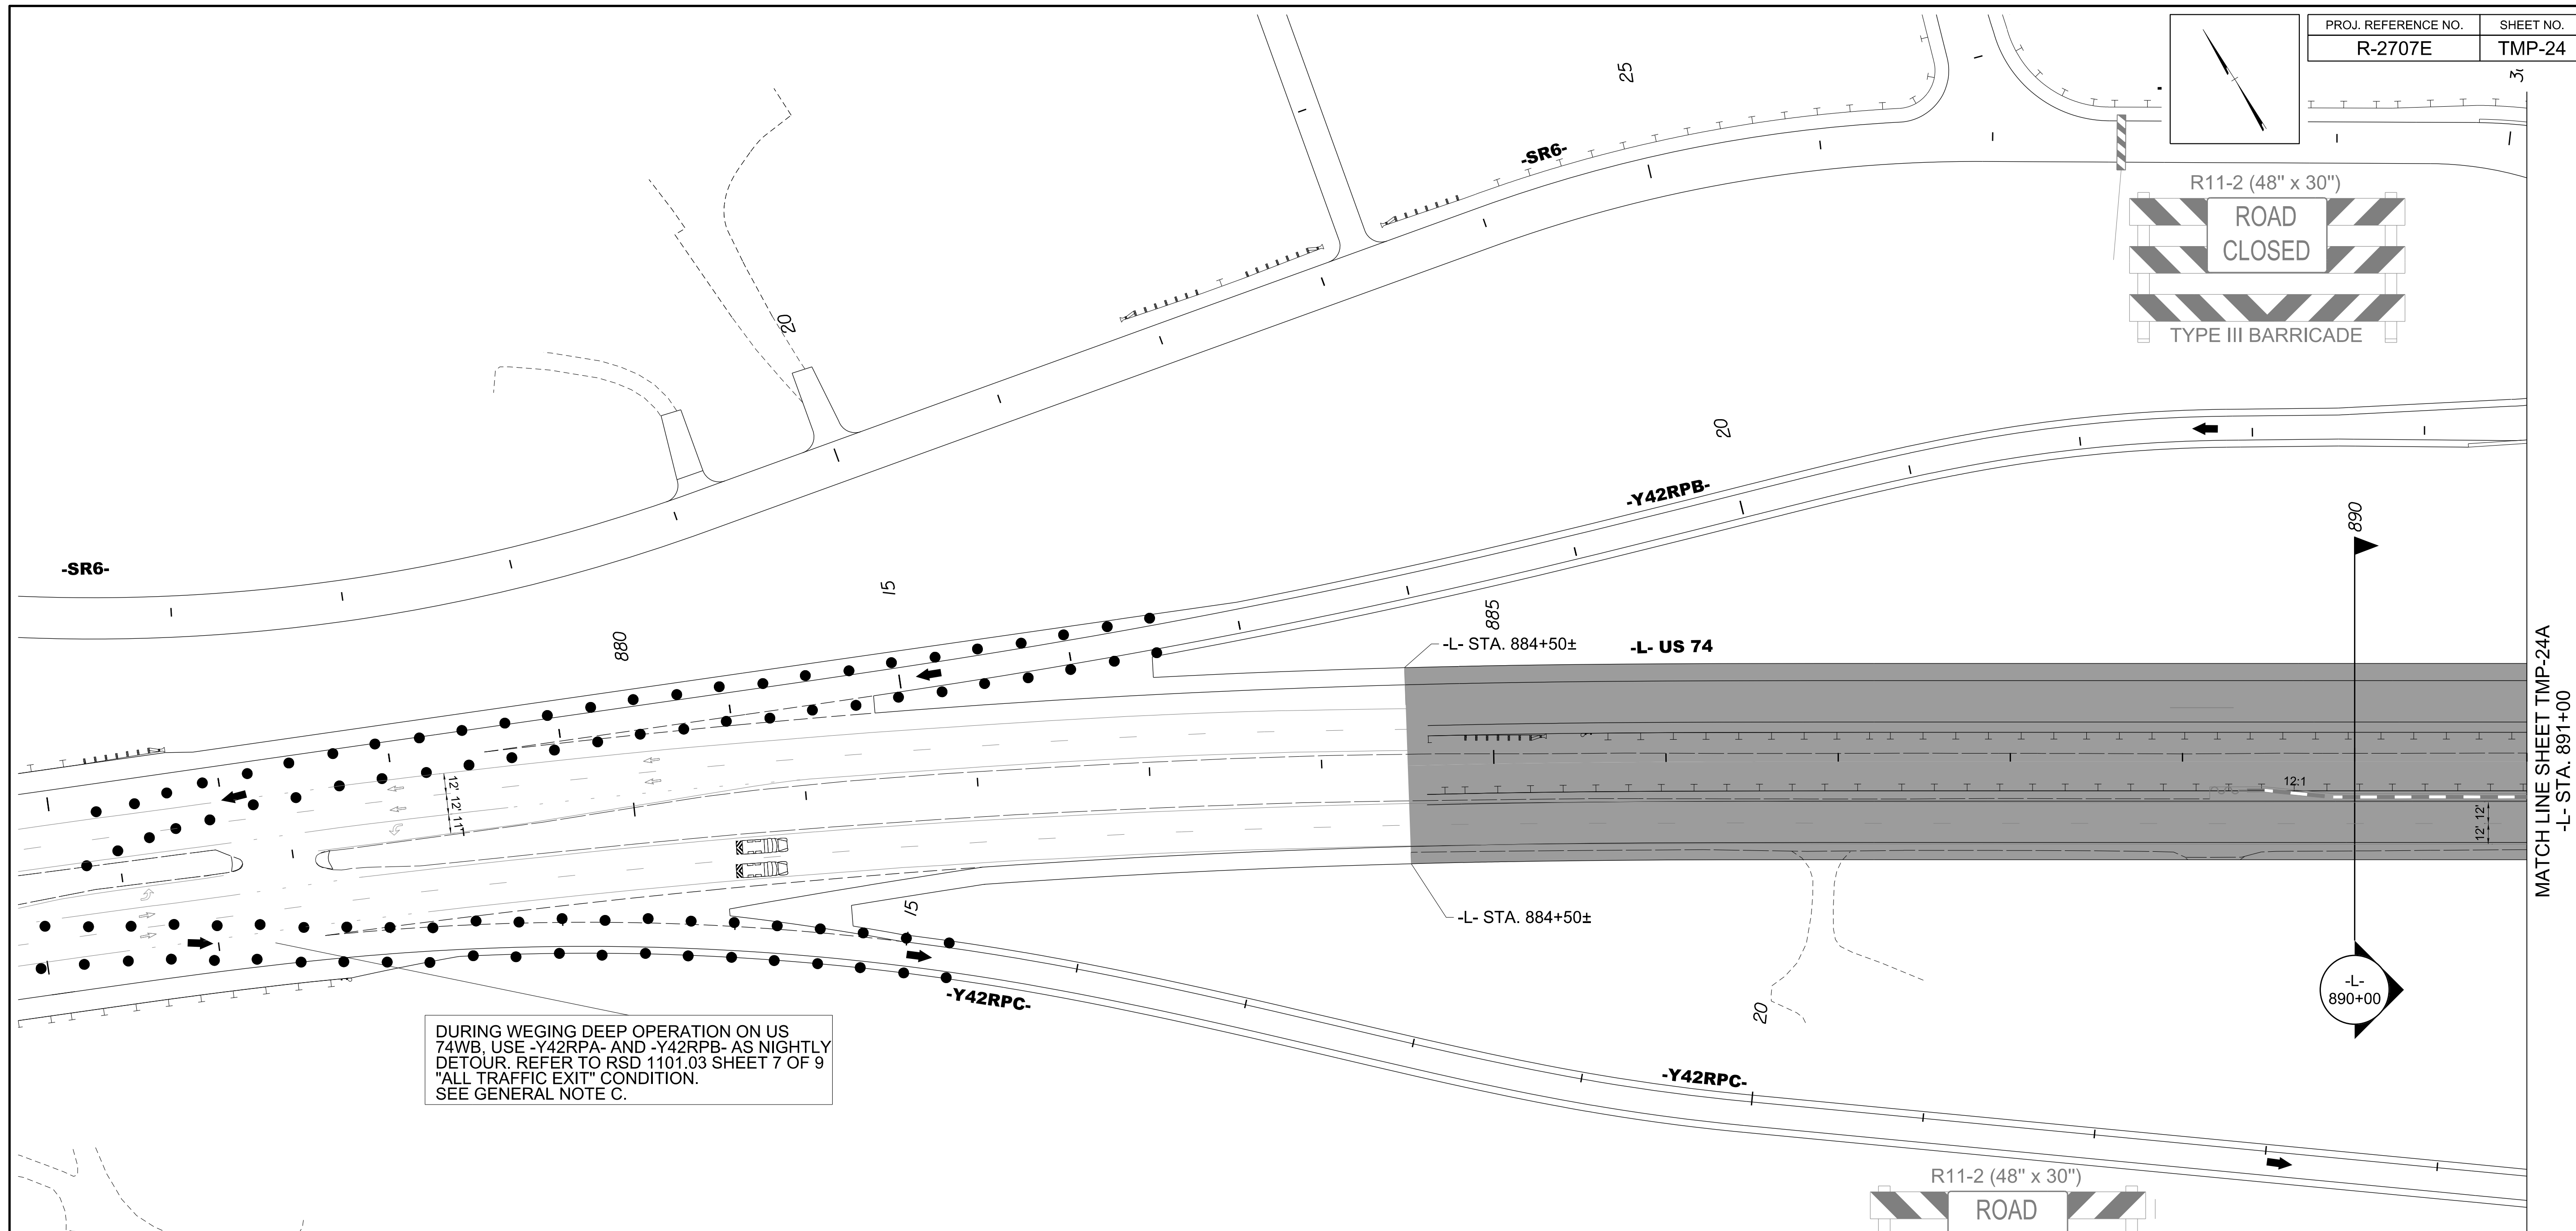 PROJ. REFERENCE NO.
SHEET NO.
R-2707E
TMP-24
25
-SR6-
R11-2 (48" x 30")
ROAD
CLOSED
TYPE III BARRICADE
20
20
-Y42RPB-
890
-SR6-
15
880
885
-L- STA. 884+50±
-L- US 74
12' 12' 11'
12:1
12' 12'
MATCH LINE SHEET TMP-24A
-L- STA. 891+00
-L- STA. 884+50±
15
-Y42RPC-
20
-L-
890+00
DURING WEGING DEEP OPERATION ON US
74WB, USE -Y42RPA- AND -Y42RPB- AS NIGHTLY
DETOUR. REFER TO RSD 1101.03 SHEET 7 OF 9
"ALL TRAFFIC EXIT" CONDITION.
SEE GENERAL NOTE C.
-Y42RPC-
R11-2 (48" x 30")
ROAD